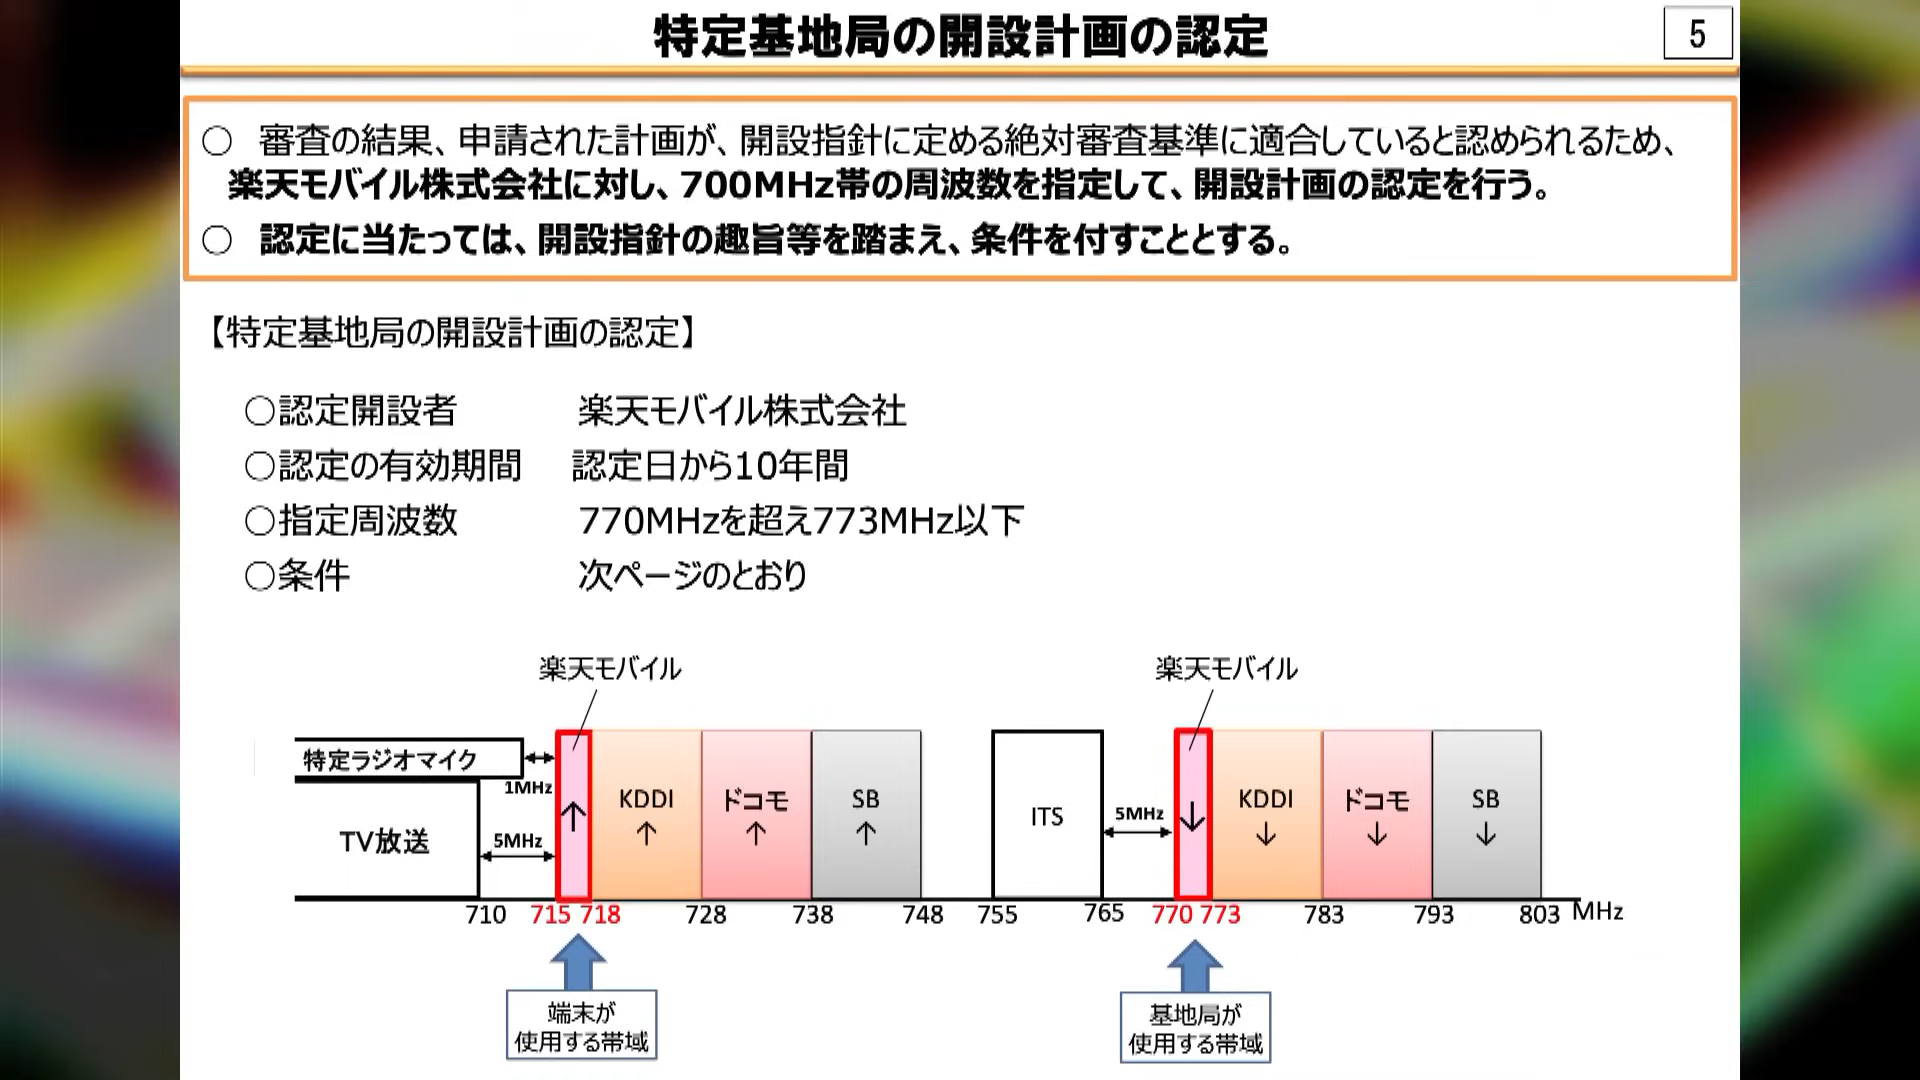 特定基地局の開設計画の認定
5
○ 審査の結果、申請された計画が、開設指針に定める絶対審査基準に適合していると認められるため、
楽天モバイル株式会社に対し、700MHz帯の周波数を指定して、開設計画の認定を行う。
○ 認定に当たっては、開設指針の趣旨等を踏まえ、条件を付すこととする。
【特定基地局の開設計画の認定】
○認定開設者 楽天モバイル株式会社
○認定の有効期間 認定日から10年間
○指定周波数 770MHzを超え773MHz以下
○条件 次ページのとおり
楽天モバイル 楽天モバイル
特定ラジオマイク
1MHz
TV放送
5MHz
↑
KDDI
↑
ドコモ
↑
SB
↑
ITS
5MHz
↓
KDDI
↓
ドコモ
↓
SB
↓
710 715 718 728 738 748 755 765 770 773 783 793 803 MHz
端末が
使用する帯域
基地局が
使用する帯域